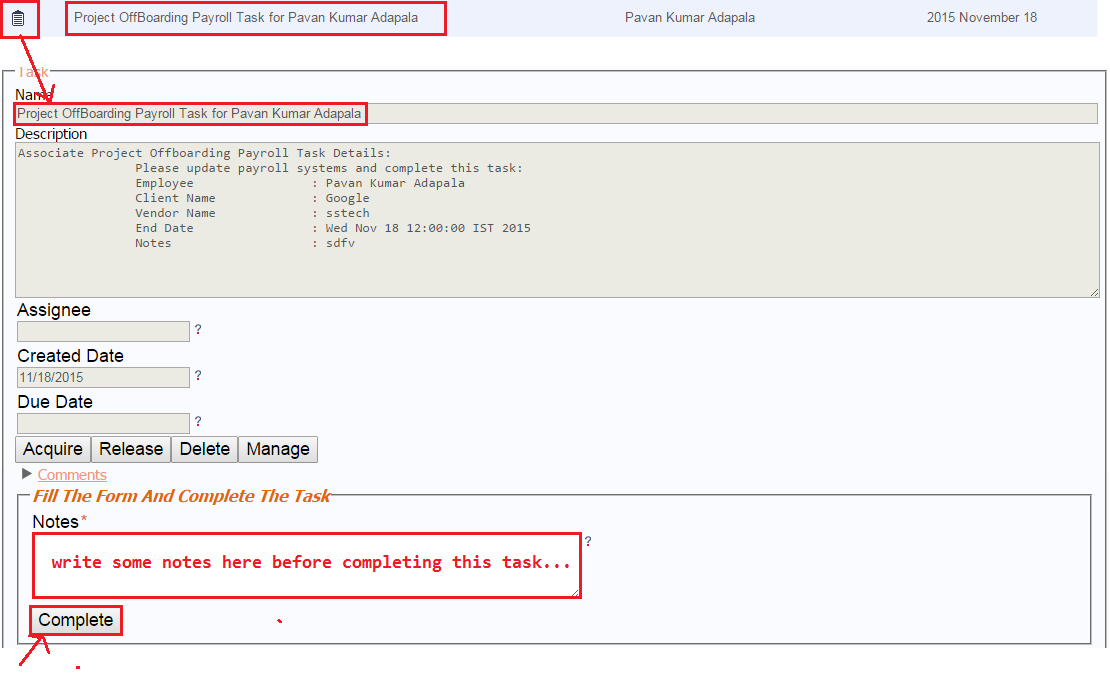 Project OffBoarding Payroll Task for Pavan Kumar Adapala Pavan Kumar Adapala 2015 November 18
Task
Name
Project OffBoarding Payroll Task for Pavan Kumar Adapala
Description
Associate Project Offboarding Payroll Task Details:
Please update payroll systems and complete this task:
Employee : Pavan Kumar Adapala
Client Name : Google
Vendor Name : sstech
End Date : Wed Nov 18 12:00:00 IST 2015
Notes : sdfv
Assignee
?
Created Date
11/18/2015 ?
Due Date
?
Acquire Release Delete Manage
Comments
Fill The Form And Complete The Task
Notes*
write some notes here before completing this task... ?
Complete